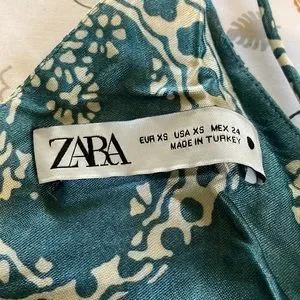 ZARA
EUR XS USA XS MEX 24
MADE IN TURKEY